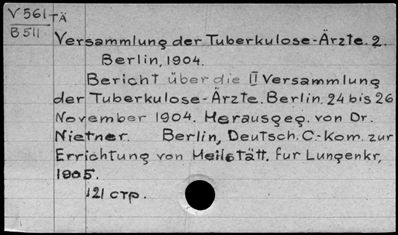 V 561-TÄ
B 511
Versammlung der Tuberkulose-Ärzte. 2.
Berlin, 1904.
Bericht über die II Versammlung
der Tuberkulose-Ärzte. Berlin. 24 bis 26
November 1904. Herausgeg. von Dr.
Nietner. Berlin, Deutsch. C.-Kom. zur
Errichtung von Heilstätt. fur Lungenkr,
1905.
121 стр.